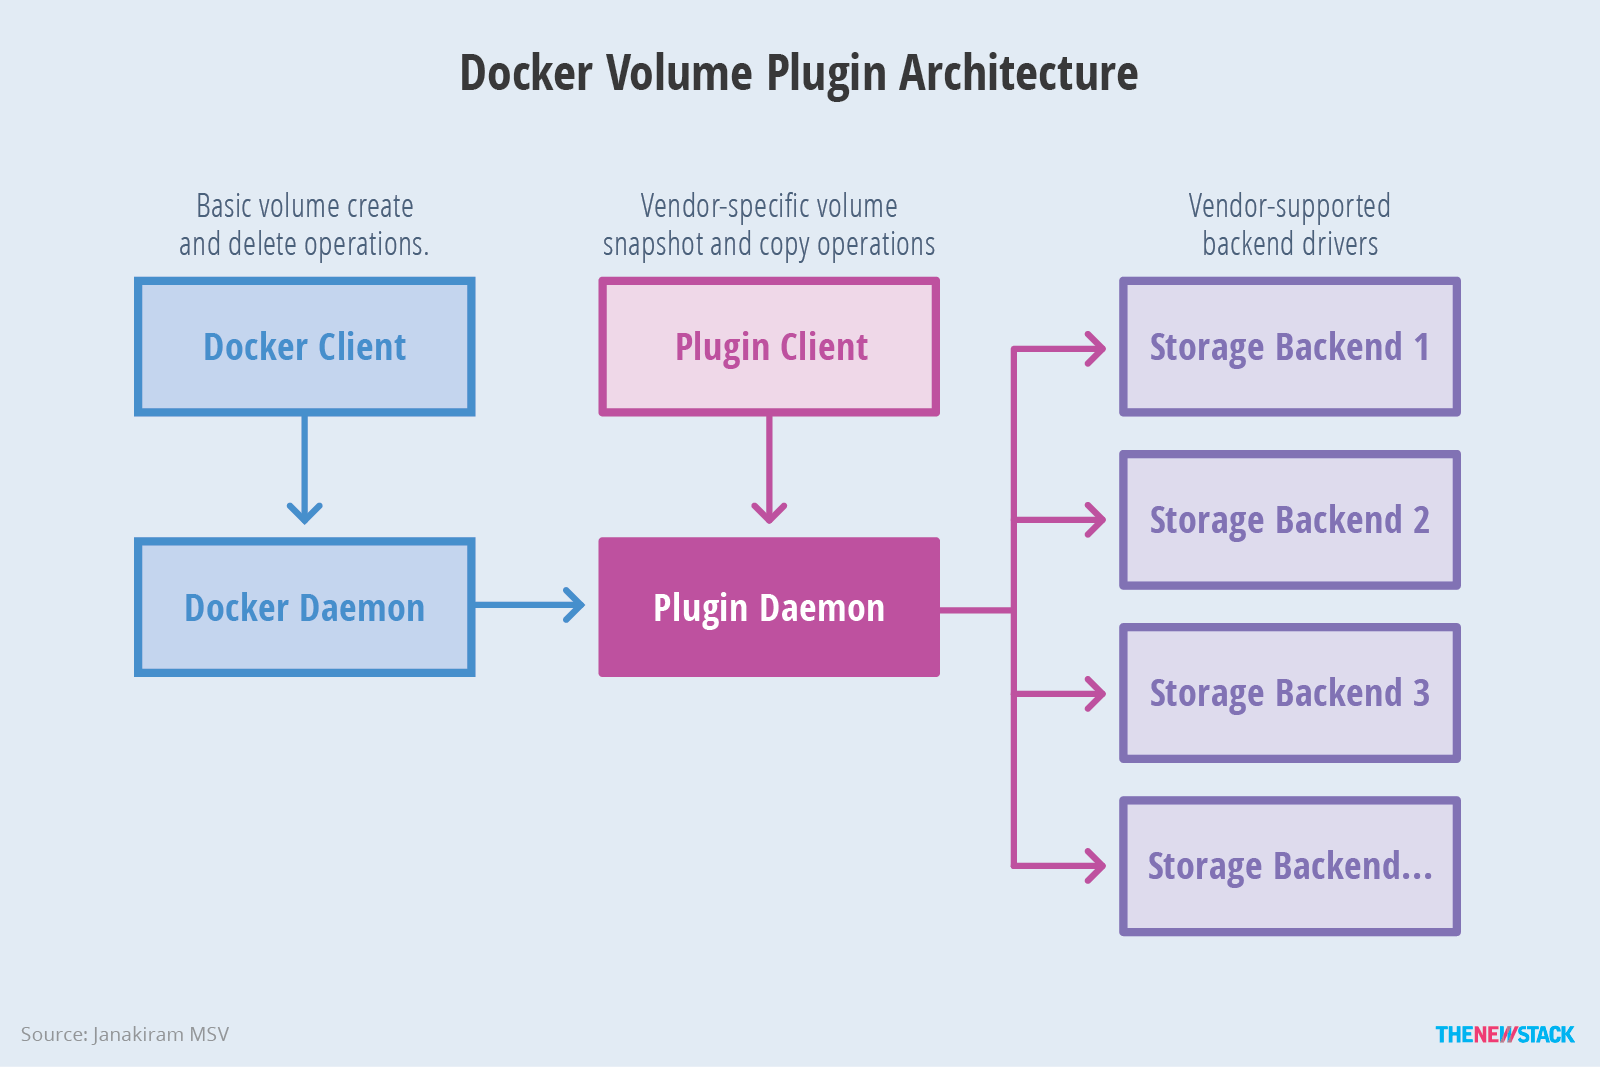 Docker Volume Plugin Architecture
Basic volume create
and delete operations.
Docker Client
Docker Daemon
Vendor-specific volume
snapshot and copy operations
Plugin Client
Plugin Daemon
Vendor-supported
backend drivers
Storage Backend 1
Storage Backend 2
Storage Backend 3
Storage Backend...
Source: Janakiram MSV
THENEWSTACK